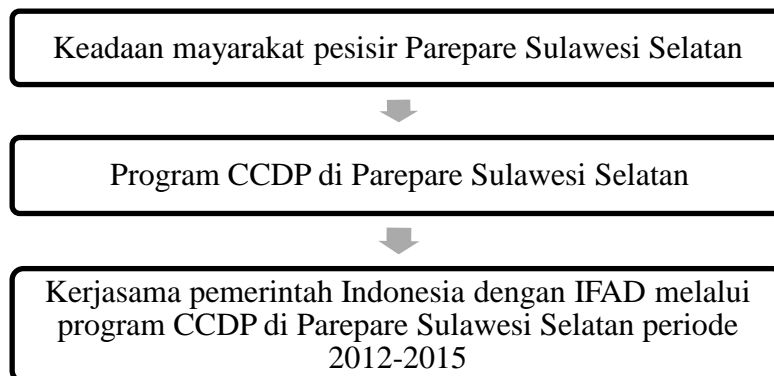 Keadaan mayarakat pesisir Parepare Sulawesi Selatan
Program CCDP di Parepare Sulawesi Selatan
Kerjasama pemerintah Indonesia dengan IFAD melalui
program CCDP di Parepare Sulawesi Selatan periode
2012-2015